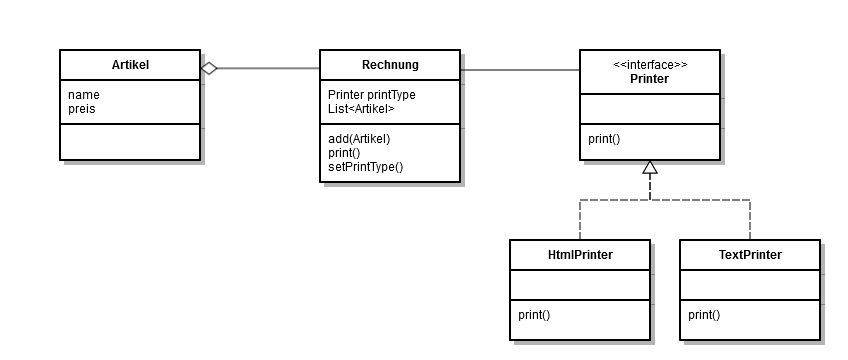 Artikel
name
preis
Rechnung
Printer printType
List<Artikel>
add(Artikel)
print()
setPrintType()
<<interface>>
Printer
print()
HtmlPrinter
print()
TextPrinter
print()